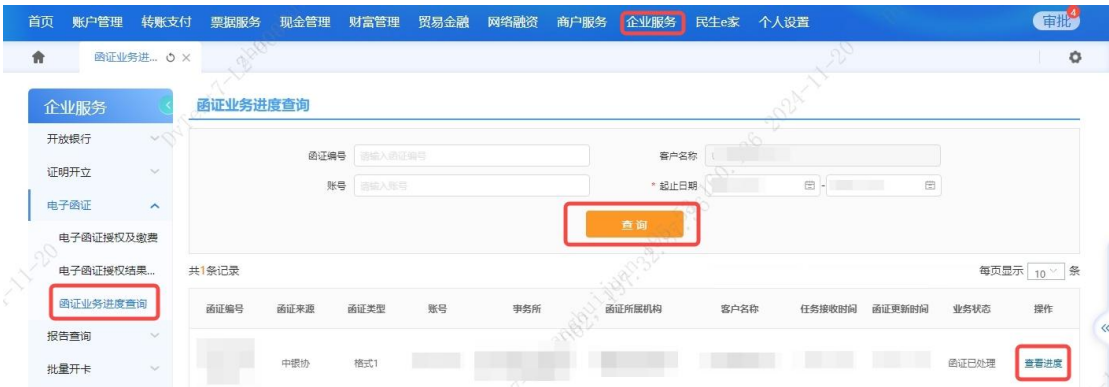 首页 账户管理 转账支付 票据服务 现金管理 财富管理 贸易金融 网络融资 商户服务 企业服务 民生e家 个人设置 审批 4
函证业务进...
企业服务
函证业务进度查询
开放银行
函证编号 请输入函证编号 客户名称
证明开立
账号 请输入账号 * 起止日期 -
电子函证
查询
电子函证授权及缴费
电子函证授权结果...
共1条记录 每页显示 10 条
函证业务进度查询
函证编号 函证来源 函证类型 账号 事务所 函证所属机构 客户名称 任务接收时间 函证更新时间 业务状态 操作
报告查询
中银协 格式1 函证已处理 查看进度
批量开卡
2024-11-20